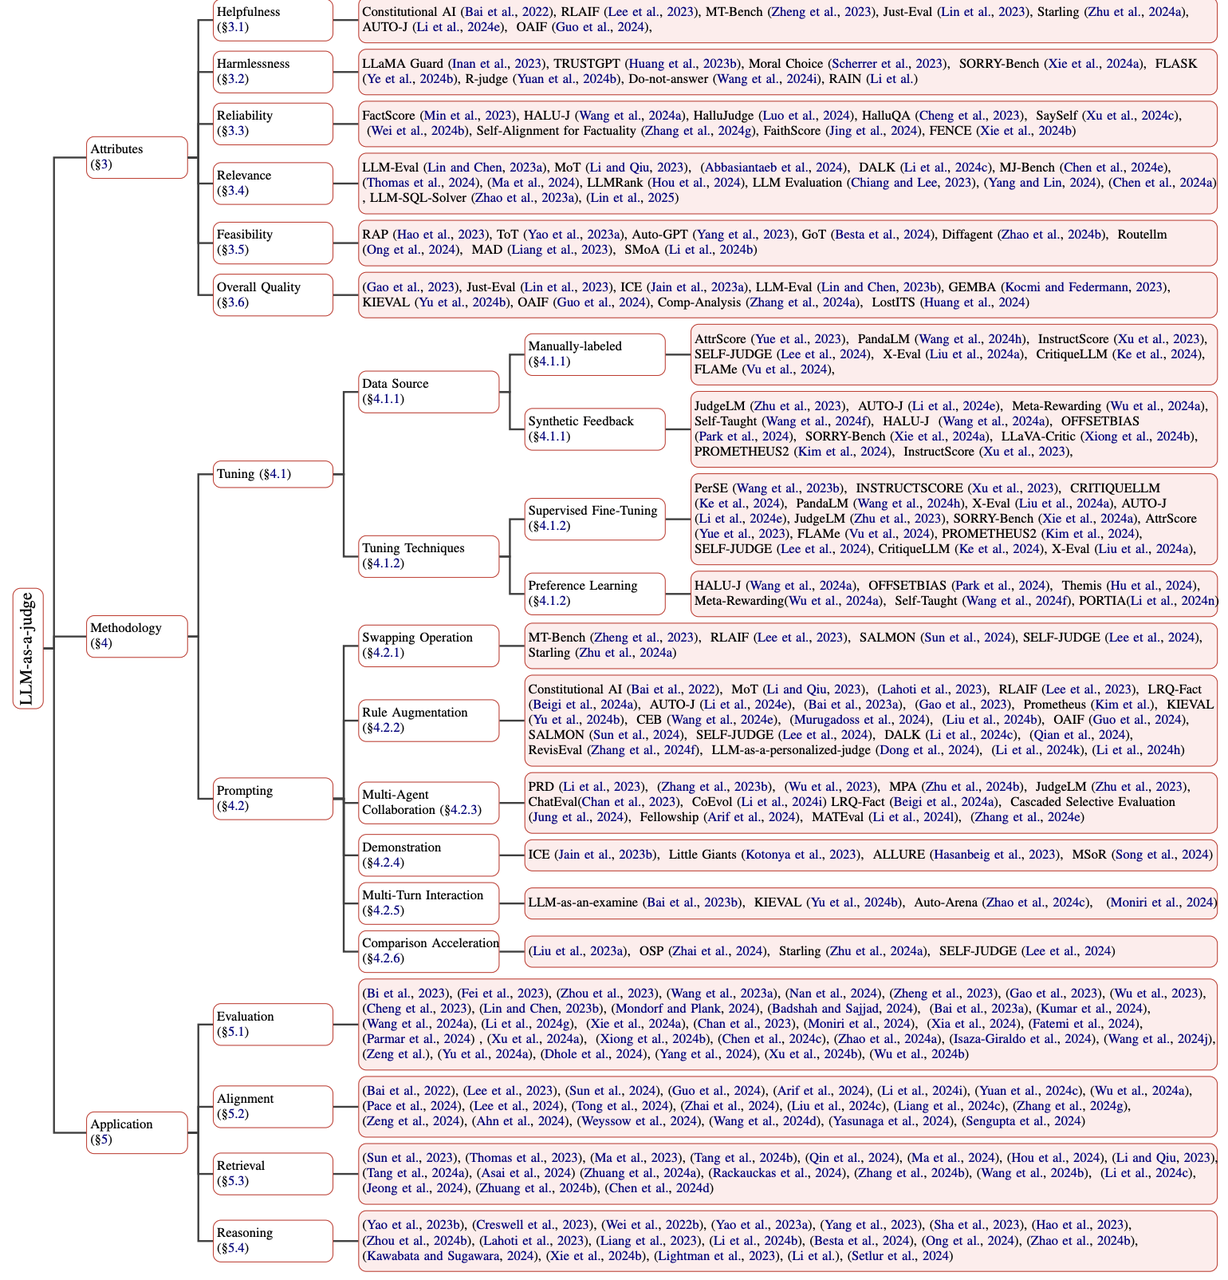 LLM-as-a-judge
Attributes
(§3)
Helpfulness
(§3.1)
Constitutional AI (Bai et al., 2022), RLAIF (Lee et al., 2023), MT-Bench (Zheng et al., 2023), Just-Eval (Lin et al., 2023), Starling (Zhu et al., 2024a),
AUTO-J (Li et al., 2024e), OAIF (Guo et al., 2024),
Harmlessness
(§3.2)
LLaMA Guard (Inan et al., 2023), TRUSTGPT (Huang et al., 2023b), Moral Choice (Scherrer et al., 2023), SORRY-Bench (Xie et al., 2024a), FLASK
(Ye et al., 2024b), R-judge (Yuan et al., 2024b), Do-not-answer (Wang et al., 2024i), RAIN (Li et al.)
Reliability
(§3.3)
FactScore (Min et al., 2023), HALU-J (Wang et al., 2024a), HalluJudge (Luo et al., 2024), HalluQA (Cheng et al., 2023), SaySelf (Xu et al., 2024c),
(Wei et al., 2024b), Self-Alignment for Factuality (Zhang et al., 2024g), FaithScore (Jing et al., 2024), FENCE (Xie et al., 2024b)
Relevance
(§3.4)
LLM-Eval (Lin and Chen, 2023a), MoT (Li and Qiu, 2023), (Abbasiantaeb et al., 2024), DALK (Li et al., 2024c), MJ-Bench (Chen et al., 2024e),
(Thomas et al., 2024), (Ma et al., 2024), LLMRank (Hou et al., 2024), LLM Evaluation (Chiang and Lee, 2023), (Yang and Lin, 2024), (Chen et al., 2024a)
, LLM-SQL-Solver (Zhao et al., 2023a), (Lin et al., 2025)
Feasibility
(§3.5)
RAP (Hao et al., 2023), ToT (Yao et al., 2023a), Auto-GPT (Yang et al., 2023), GoT (Besta et al., 2024), Diffagent (Zhao et al., 2024b), Routellm
(Ong et al., 2024), MAD (Liang et al., 2023), SMoA (Li et al., 2024b)
Overall Quality
(§3.6)
(Gao et al., 2023), Just-Eval (Lin et al., 2023), ICE (Jain et al., 2023a), LLM-Eval (Lin and Chen, 2023b), GEMBA (Kocmi and Federmann, 2023),
KIEVAL (Yu et al., 2024b), OAIF (Guo et al., 2024), Comp-Analysis (Zhang et al., 2024a), LostITS (Huang et al., 2024)
Methodology
(§4)
Tuning (§4.1)
Data Source
(§4.1.1)
Manually-labeled
(§4.1.1)
AttrScore (Yue et al., 2023), PandaLM (Wang et al., 2024h), InstructScore (Xu et al., 2023),
SELF-JUDGE (Lee et al., 2024), X-Eval (Liu et al., 2024a), CritiqueLLM (Ke et al., 2024),
FLAMe (Vu et al., 2024),
Synthetic Feedback
(§4.1.1)
JudgeLM (Zhu et al., 2023), AUTO-J (Li et al., 2024e), Meta-Rewarding (Wu et al., 2024a),
Self-Taught (Wang et al., 2024f), HALU-J (Wang et al., 2024a), OFFSETBIAS
(Park et al., 2024), SORRY-Bench (Xie et al., 2024a), LLaVA-Critic (Xiong et al., 2024b),
PROMETHEUS2 (Kim et al., 2024), InstructScore (Xu et al., 2023),
Tuning Techniques
(§4.1.2)
Supervised Fine-Tuning
(§4.1.2)
PerSE (Wang et al., 2023b), INSTRUCTSCORE (Xu et al., 2023), CRITIQUELLM
(Ke et al., 2024), PandaLM (Wang et al., 2024h), X-Eval (Liu et al., 2024a), AUTO-J
(Li et al., 2024e), JudgeLM (Zhu et al., 2023), SORRY-Bench (Xie et al., 2024a), AttrScore
(Yue et al., 2023), FLAMe (Vu et al., 2024), PROMETHEUS2 (Kim et al., 2024),
SELF-JUDGE (Lee et al., 2024), CritiqueLLM (Ke et al., 2024), X-Eval (Liu et al., 2024a),
Preference Learning
(§4.1.2)
HALU-J (Wang et al., 2024a), OFFSETBIAS (Park et al., 2024), Themis (Hu et al., 2024),
Meta-Rewarding(Wu et al., 2024a), Self-Taught (Wang et al., 2024f), PORTIA(Li et al., 2024n)
Prompting
(§4.2)
Swapping Operation
(§4.2.1)
MT-Bench (Zheng et al., 2023), RLAIF (Lee et al., 2023), SALMON (Sun et al., 2024), SELF-JUDGE (Lee et al., 2024),
Starling (Zhu et al., 2024a)
Rule Augmentation
(§4.2.2)
Constitutional AI (Bai et al., 2022), MoT (Li and Qiu, 2023), (Lahoti et al., 2023), RLAIF (Lee et al., 2023), LRQ-Fact
(Beigi et al., 2024a), AUTO-J (Li et al., 2024e), (Bai et al., 2023a), (Gao et al., 2023), Prometheus (Kim et al.), KIEVAL
(Yu et al., 2024b), CEB (Wang et al., 2024e), (Murugadoss et al., 2024), (Liu et al., 2024b), OAIF (Guo et al., 2024),
SALMON (Sun et al., 2024), SELF-JUDGE (Lee et al., 2024), DALK (Li et al., 2024c), (Qian et al., 2024),
RevisEval (Zhang et al., 2024f), LLM-as-a-personalized-judge (Dong et al., 2024), (Li et al., 2024k), (Li et al., 2024h)
Multi-Agent
Collaboration (§4.2.3)
PRD (Li et al., 2023), (Zhang et al., 2023b), (Wu et al., 2023), MPA (Zhu et al., 2024b), JudgeLM (Zhu et al., 2023),
ChatEval(Chan et al., 2023), CoEvol (Li et al., 2024i) LRQ-Fact (Beigi et al., 2024a), Cascaded Selective Evaluation
(Jung et al., 2024), Fellowship (Arif et al., 2024), MATEval (Li et al., 2024l), (Zhang et al., 2024e)
Demonstration
(§4.2.4)
ICE (Jain et al., 2023b), Little Giants (Kotonya et al., 2023), ALLURE (Hasanbeig et al., 2023), MSoR (Song et al., 2024)
Multi-Turn Interaction
(§4.2.5)
LLM-as-an-examine (Bai et al., 2023b), KIEVAL (Yu et al., 2024b), Auto-Arena (Zhao et al., 2024c), (Moniri et al., 2024)
Comparison Acceleration
(§4.2.6)
(Liu et al., 2023a), OSP (Zhai et al., 2024), Starling (Zhu et al., 2024a), SELF-JUDGE (Lee et al., 2024)
Application
(§5)
Evaluation
(§5.1)
(Bi et al., 2023), (Fei et al., 2023), (Zhou et al., 2023), (Wang et al., 2023a), (Nan et al., 2024), (Zheng et al., 2023), (Gao et al., 2023), (Wu et al., 2023),
(Cheng et al., 2023), (Lin and Chen, 2023b), (Mondorf and Plank, 2024), (Badshah and Sajjad, 2024), (Bai et al., 2023a), (Kumar et al., 2024),
(Wang et al., 2024a), (Li et al., 2024g), (Xie et al., 2024a), (Chan et al., 2023), (Moniri et al., 2024), (Xia et al., 2024), (Fatemi et al., 2024),
(Parmar et al., 2024) , (Xu et al., 2024a), (Xiong et al., 2024b), (Chen et al., 2024c), (Zhao et al., 2024a), (Isaza-Giraldo et al., 2024), (Wang et al., 2024j),
(Zeng et al.), (Yu et al., 2024a), (Dhole et al., 2024), (Yang et al., 2024), (Xu et al., 2024b), (Wu et al., 2024b)
Alignment
(§5.2)
(Bai et al., 2022), (Lee et al., 2023), (Sun et al., 2024), (Guo et al., 2024), (Arif et al., 2024), (Li et al., 2024i), (Yuan et al., 2024c), (Wu et al., 2024a),
(Pace et al., 2024), (Lee et al., 2024), (Tong et al., 2024), (Zhai et al., 2024), (Liu et al., 2024c), (Liang et al., 2024c), (Zhang et al., 2024g),
(Zeng et al., 2024), (Ahn et al., 2024), (Weyssow et al., 2024), (Wang et al., 2024d), (Yasunaga et al., 2024), (Sengupta et al., 2024)
Retrieval
(§5.3)
(Sun et al., 2023), (Thomas et al., 2023), (Ma et al., 2023), (Tang et al., 2024b), (Qin et al., 2024), (Ma et al., 2024), (Hou et al., 2024), (Li and Qiu, 2023),
(Tang et al., 2024a), (Asai et al., 2024) (Zhuang et al., 2024a), (Rackauckas et al., 2024), (Zhang et al., 2024b), (Wang et al., 2024b), (Li et al., 2024c),
(Jeong et al., 2024), (Zhuang et al., 2024b), (Chen et al., 2024d)
Reasoning
(§5.4)
(Yao et al., 2023b), (Creswell et al., 2023), (Wei et al., 2022b), (Yao et al., 2023a), (Yang et al., 2023), (Sha et al., 2023), (Hao et al., 2023),
(Zhou et al., 2024b), (Lahoti et al., 2023), (Liang et al., 2023), (Li et al., 2024b), (Besta et al., 2024), (Ong et al., 2024), (Zhao et al., 2024b),
(Kawabata and Sugawara, 2024), (Xie et al., 2024b), (Lightman et al., 2023), (Li et al.), (Setlur et al., 2024)